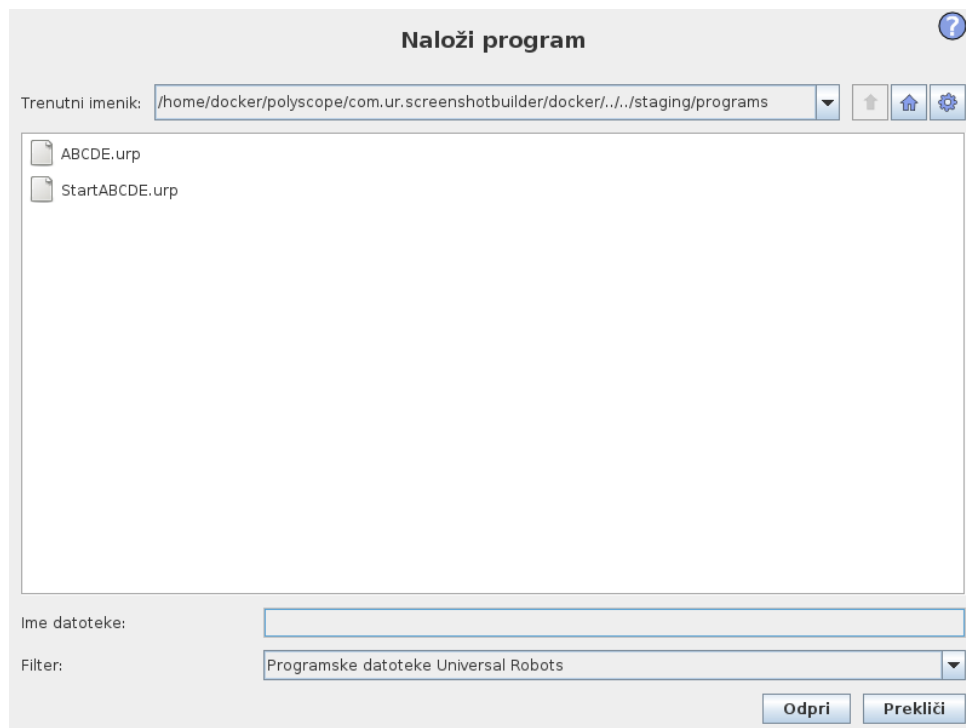 Naloži program
?
Trenutni imenik: /home/docker/polyscope/com.ur.screenshotbuilder/docker/../../staging/programs
ABCDE.urp
StartABCDE.urp
Ime datoteke:
Filter: Programske datoteke Universal Robots
Odpri Prekliči